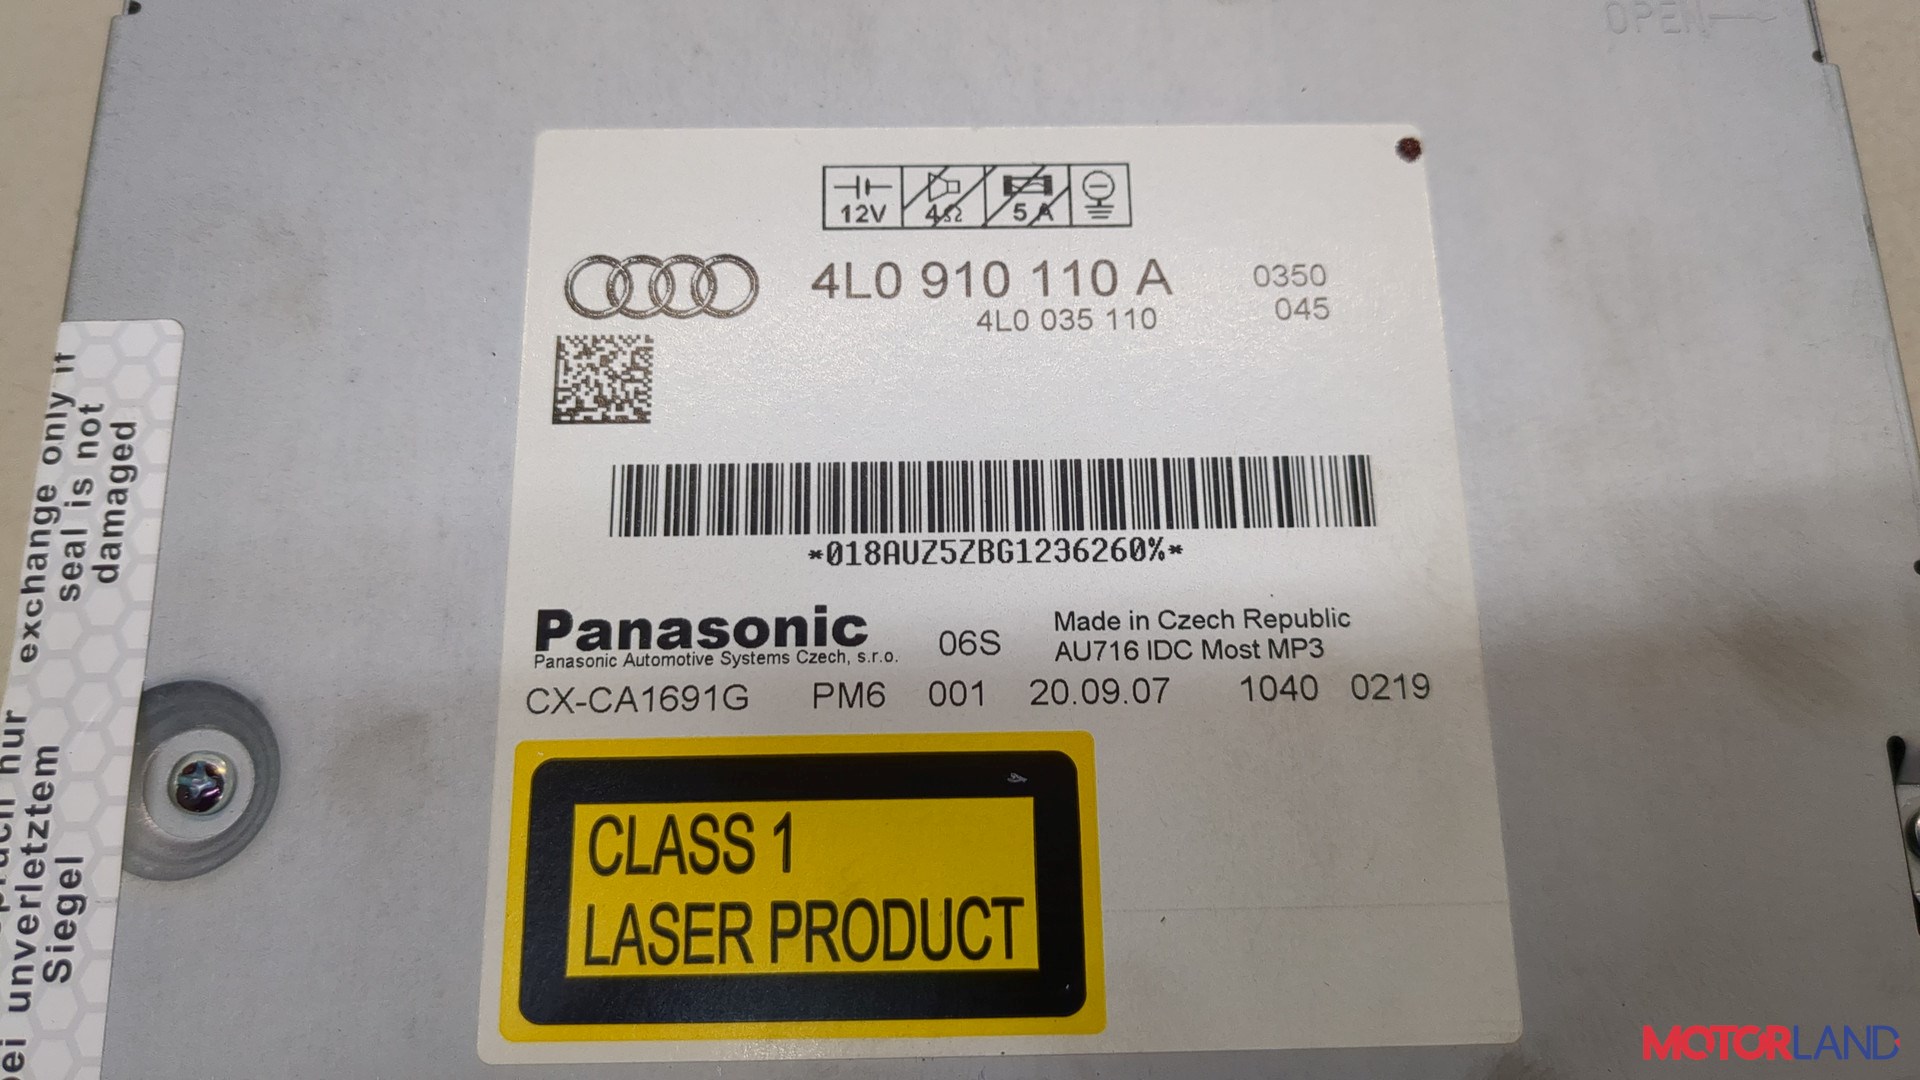 OPEN
12V 4Ω 5 A
4L0 910 110 A 0350
4L0 035 110 045
*018AUZ5ZBG1236260%*
Panasonic 06S Made in Czech Republic
Panasonic Automotive Systems Czech, s.r.o. AU716 IDC Most MP3
CX-CA1691G PM6 001 20.09.07 1040 0219
CLASS 1
LASER PRODUCT
exchange only if
seal is not
damaged
nur
bei unverletztem
Siegel
MOTORLAND